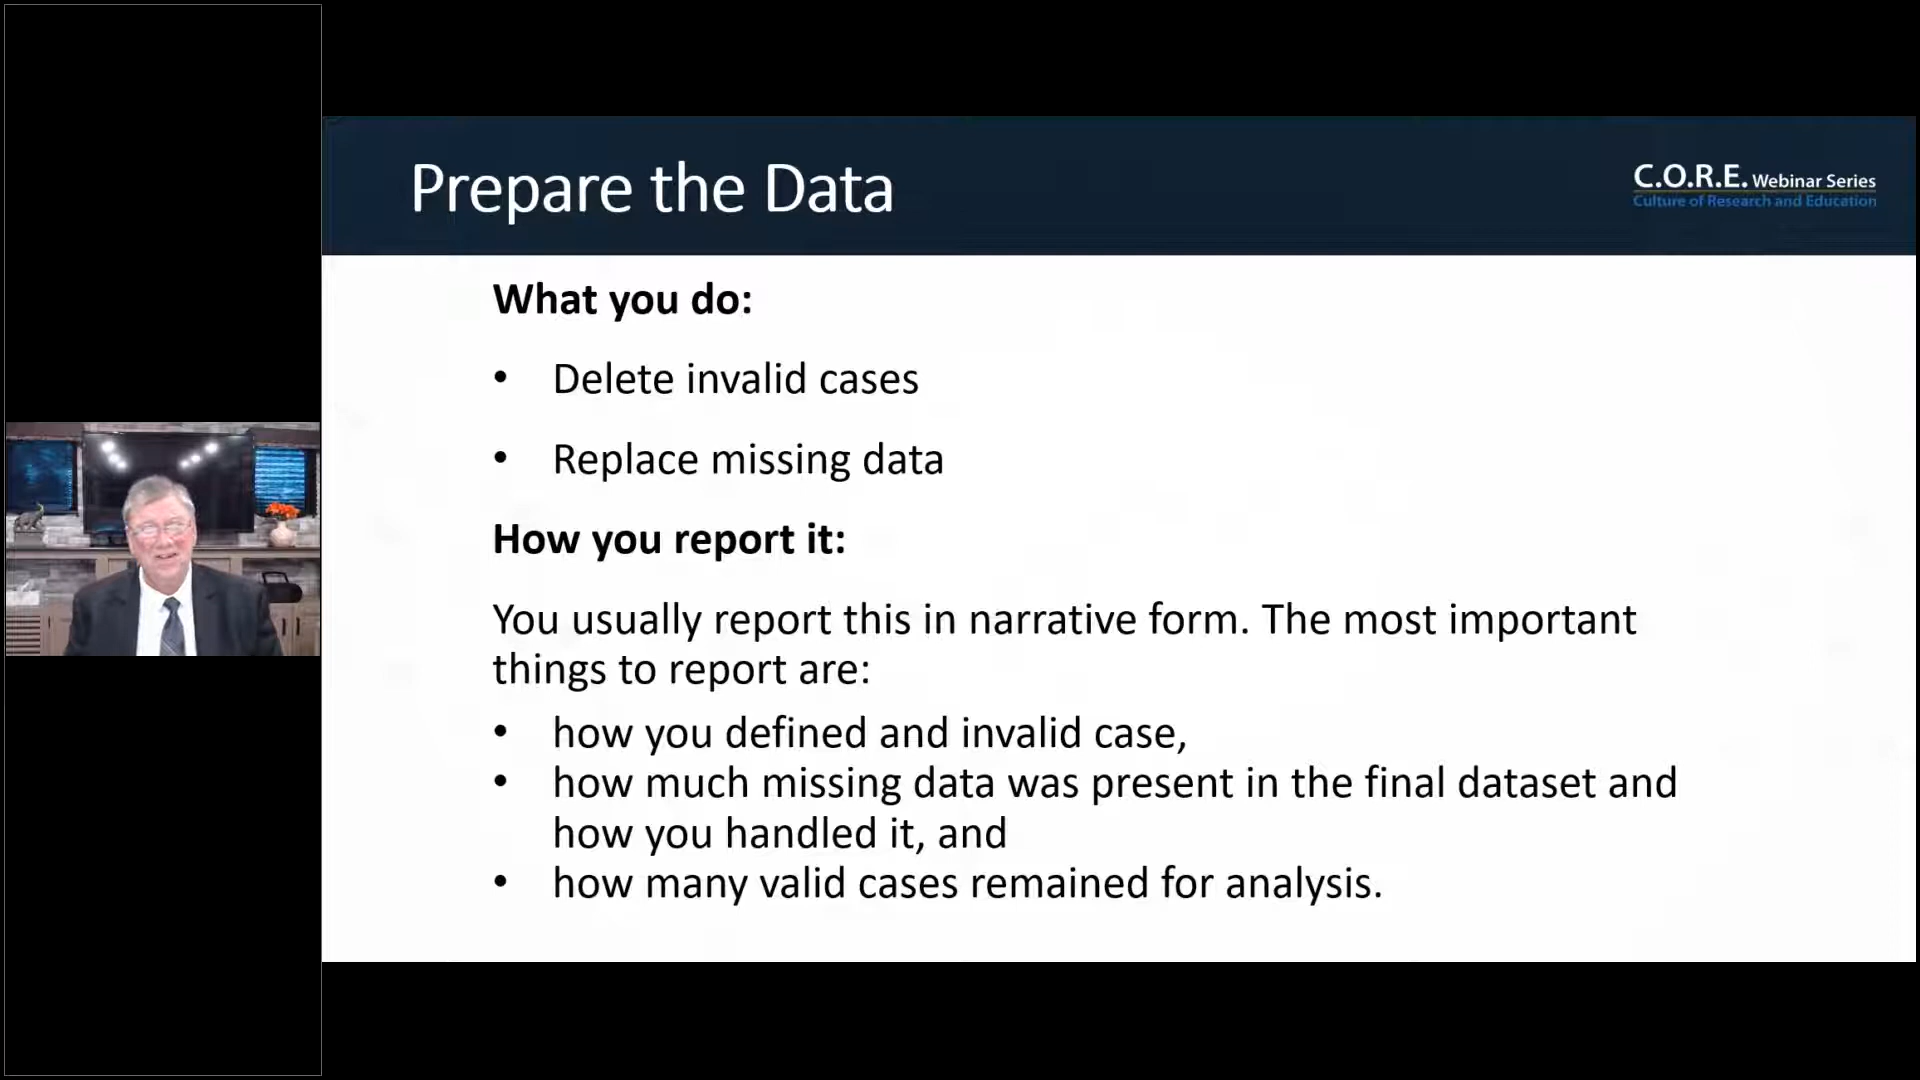 Prepare the Data
C.O.R.E. Webinar Series
Culture of Research and Education
What you do:
• Delete invalid cases
• Replace missing data
How you report it:
You usually report this in narrative form. The most important
things to report are:
• how you defined and invalid case,
• how much missing data was present in the final dataset and
how you handled it, and
• how many valid cases remained for analysis.